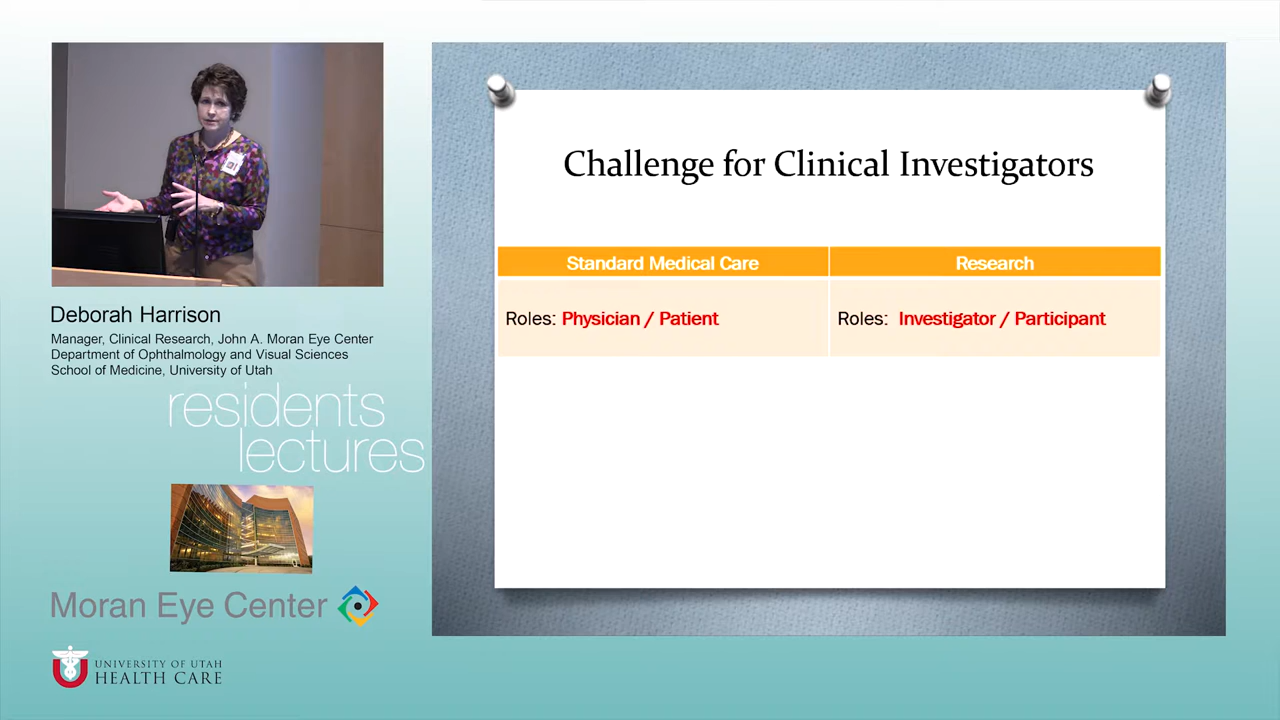 Challenge for Clinical Investigators
Standard Medical Care
Research
Roles: Physician / Patient
Roles: Investigator / Participant
Deborah Harrison
Manager, Clinical Research, John A. Moran Eye Center
Department of Ophthalmology and Visual Sciences
School of Medicine, University of Utah
residents
lectures
Moran Eye Center
UNIVERSITY OF UTAH
HEALTH CARE